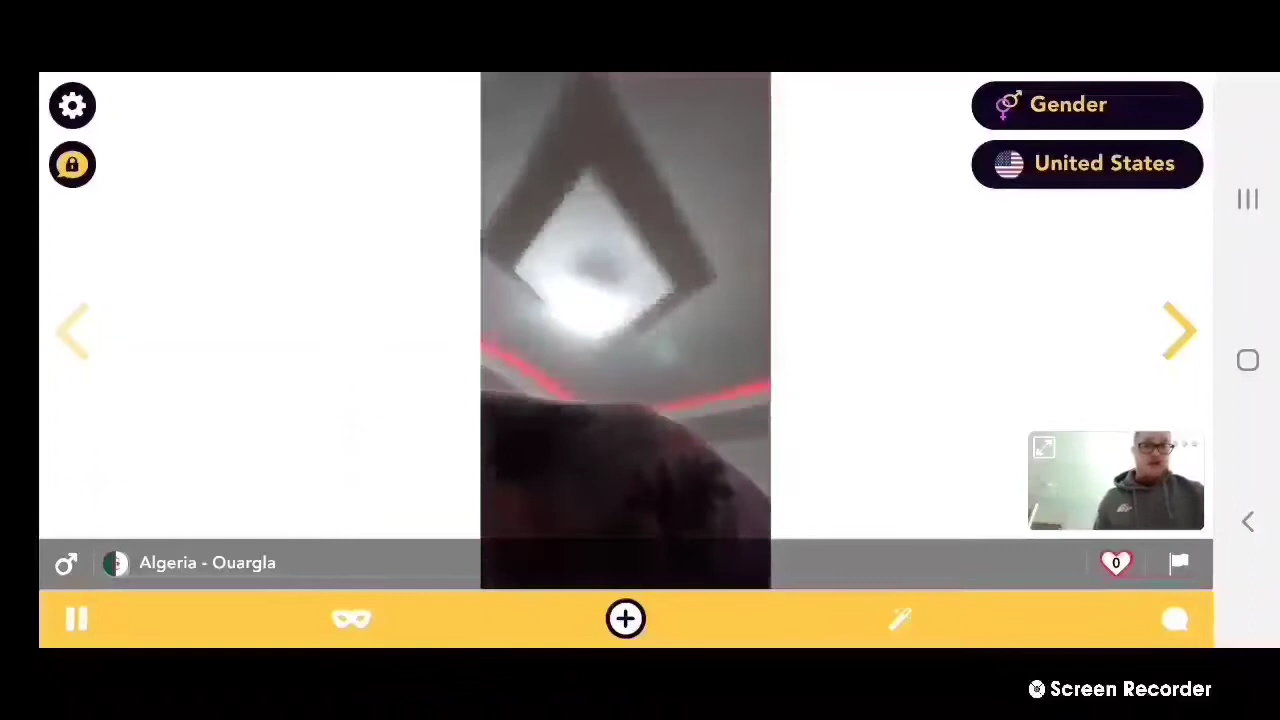 Gender
United States
Algeria - Ouargla
0
Screen Recorder